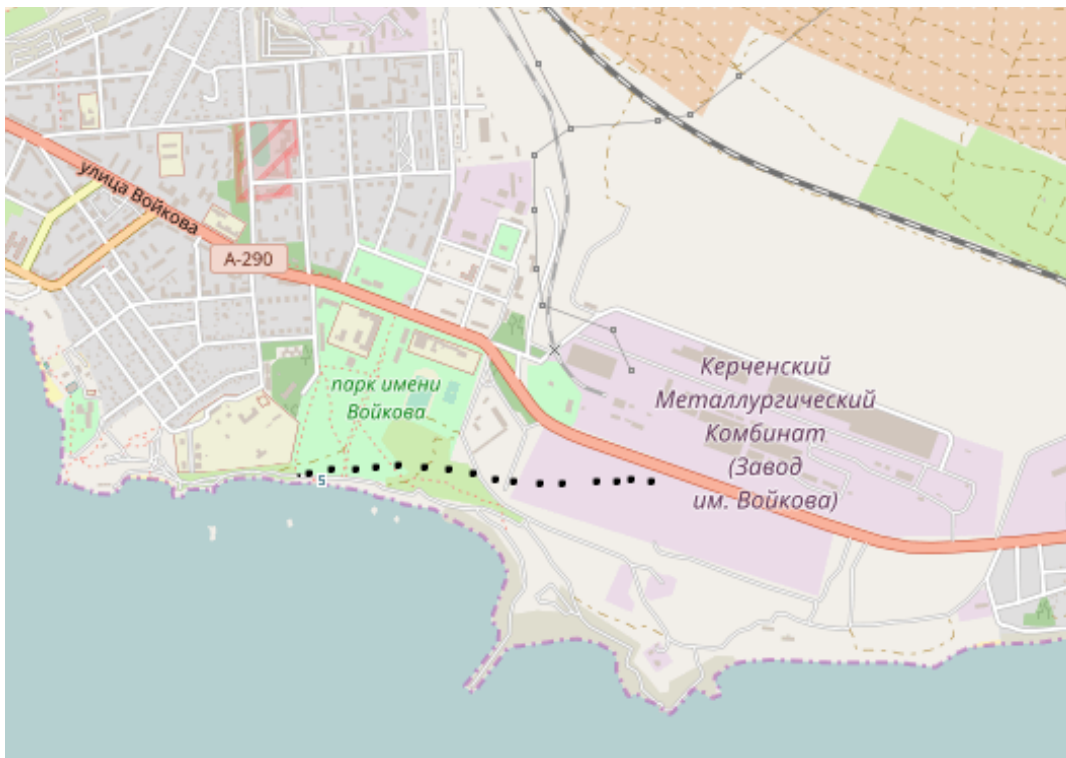 улица Войкова
А-290
парк имени
Войкова
5
Керченский
Металлургический
Комбинат
(Завод
им. Войкова)